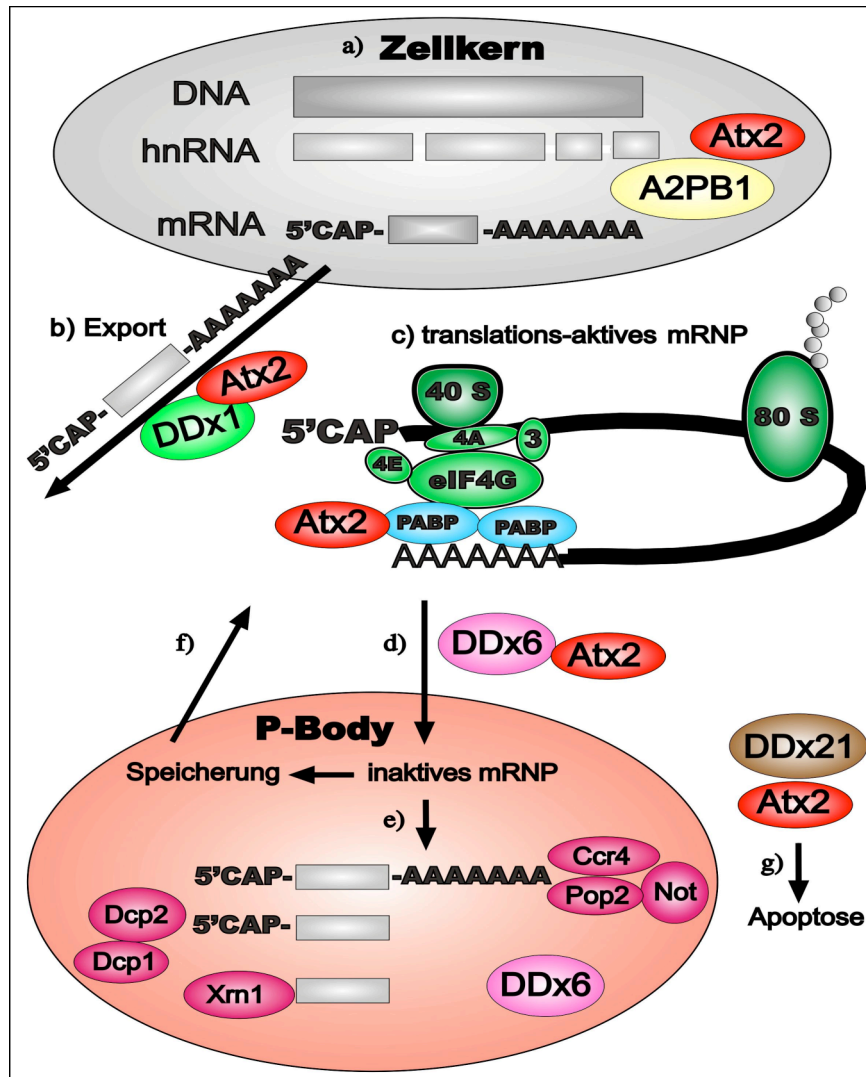 a) Zellkern
DNA
hnRNA
Atx2
A2PB1
mRNA 5'CAP- -AAAAAAA
b) Export
5'CAP- -AAAAAAA
Atx2
DDx1
c) translations-aktives mRNP
40 S
80 S
5'CAP
4A
3
4E
eIF4G
Atx2
PABP
PABP
AAAAAAA
f)
d)
DDx6
Atx2
P-Body
Speicherung
inaktives mRNP
e)
5'CAP- -AAAAAAA
Ccr4
Pop2
Not
5'CAP-
Dcp2
Dcp1
Xrn1
DDx6
DDx21
Atx2
g)
Apoptose